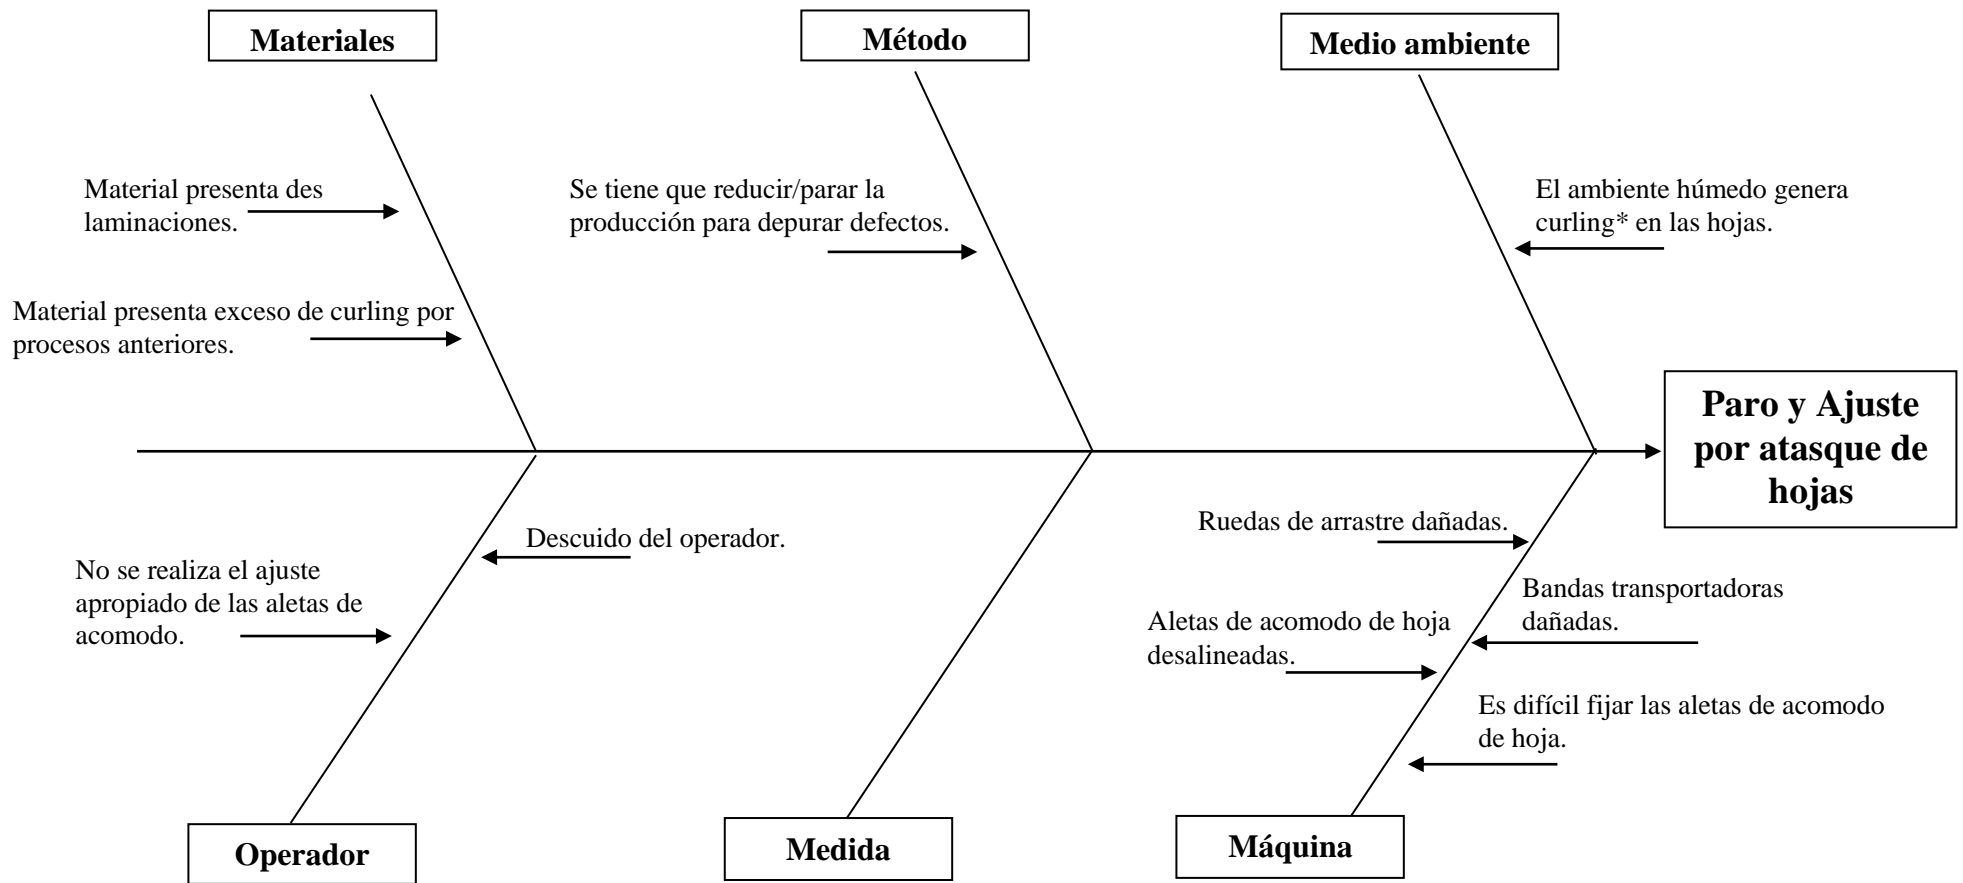 Materiales
Método
Medio ambiente
Material presenta des
laminaciones.
Se tiene que reducir/parar la
producción para depurar defectos.
El ambiente húmedo genera
curling* en las hojas.
Material presenta exceso de curling por
procesos anteriores.
Paro y Ajuste
por atasque de
hojas
Descuido del operador.
No se realiza el ajuste
apropiado de las aletas de
acomodo.
Ruedas de arrastre dañadas.
Bandas transportadoras
dañadas.
Aletas de acomodo de hoja
desalineadas.
Es difícil fijar las aletas de acomodo
de hoja.
Operador
Medida
Máquina